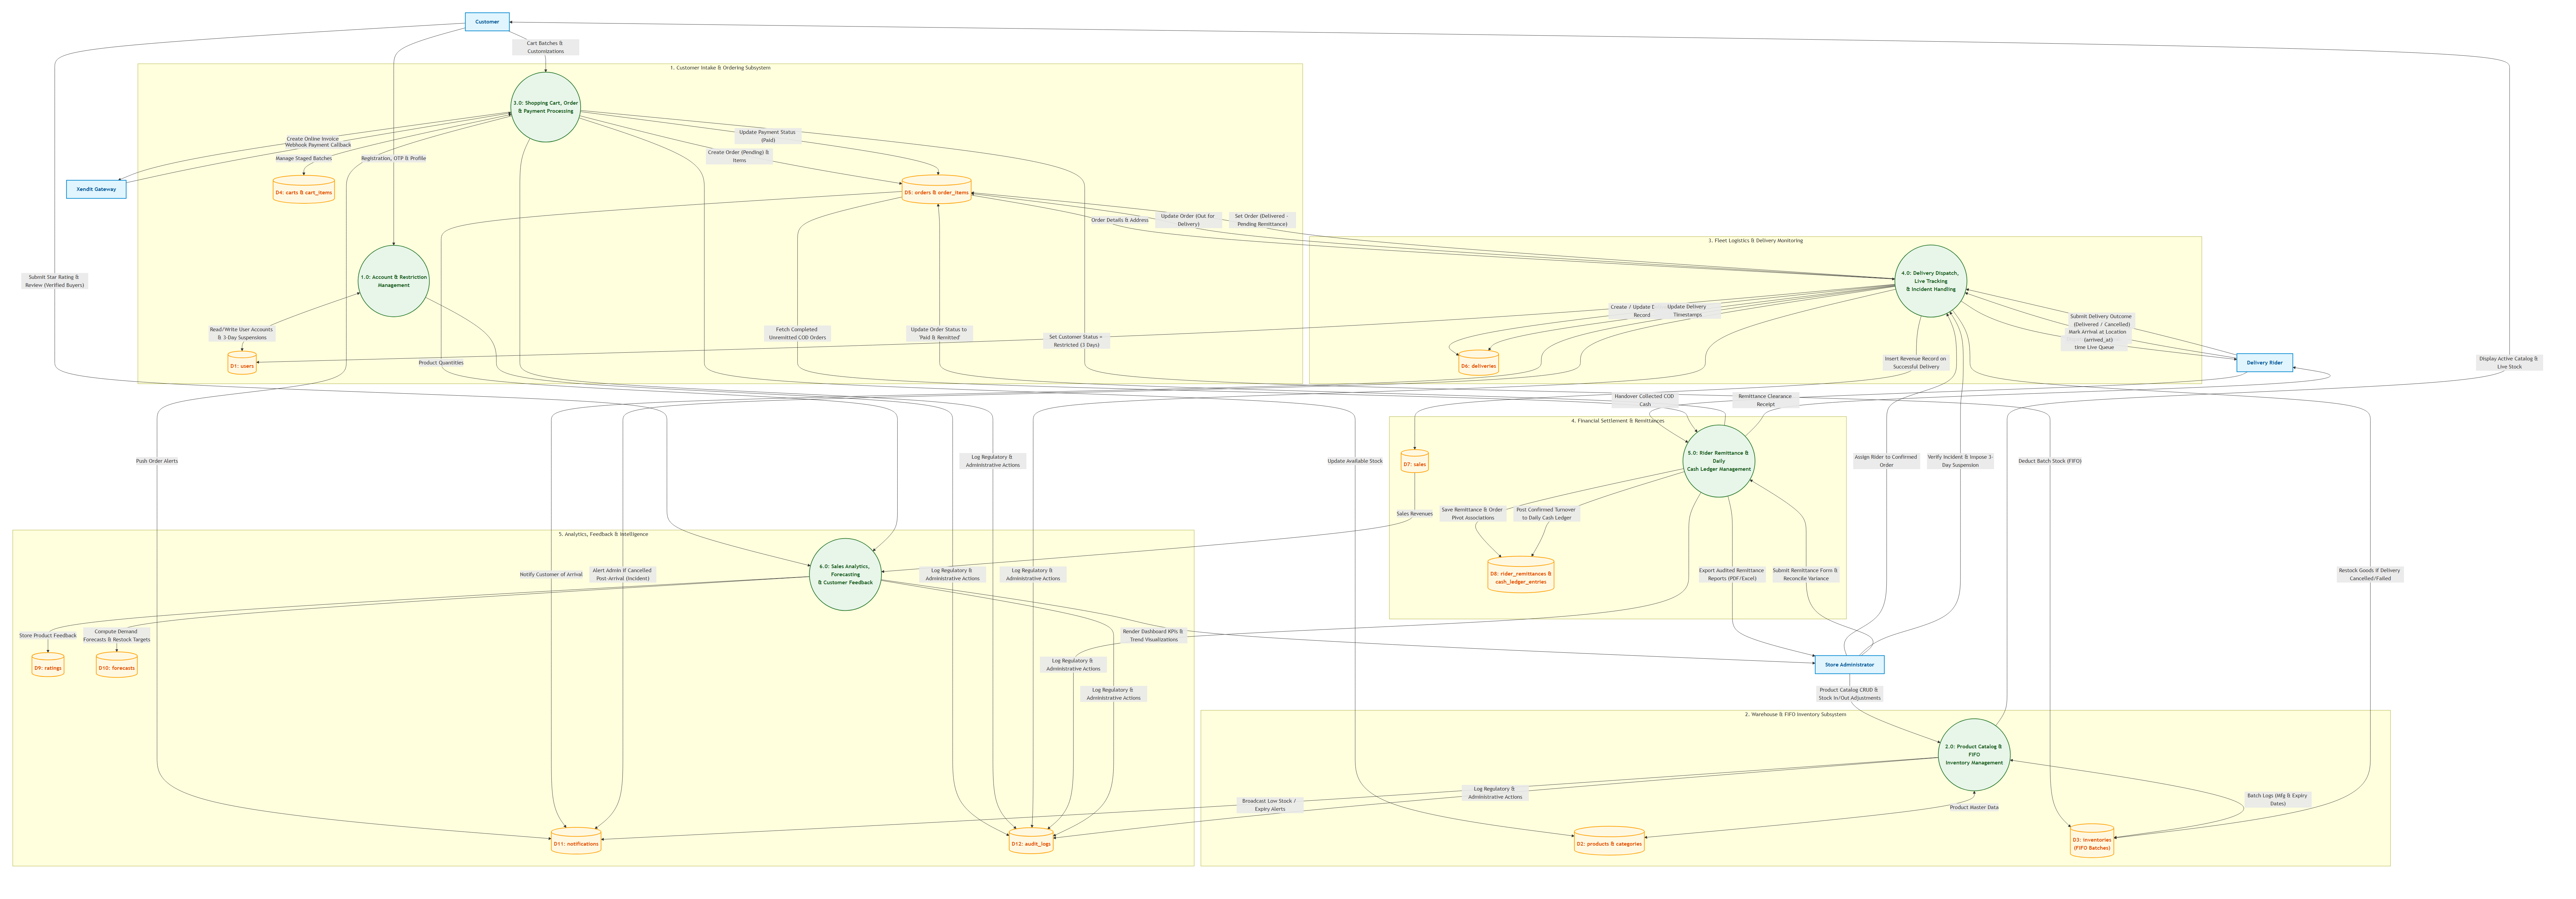 Customer
Cart Batches &
Customizations
1. Customer Intake & Ordering Subsystem
3.0: Shopping Cart, Order
& Payment Processing
Update Payment Status
(Paid)
Create Online Invoice
Webhook Payment Callback
Manage Staged Batches
Registration, OTP & Profile
Create Order (Pending) &
Items
Xendit Gateway
D4: carts & cart_items
D5: orders & order_items
Order Details & Address
Update Order (Out for
Delivery)
Set Order (Delivered -
Pending Remittance)
3. Fleet Logistics & Delivery Monitoring
Submit Star Rating &
Review (Verified Buyers)
1.0: Account & Restriction
Management
4.0: Delivery Dispatch,
Live Tracking
& Incident Handling
Create / Update D
Record
Update Delivery
Timestamps
Submit Delivery Outcome
(Delivered / Cancelled)
Mark Arrival at Location
(arrived_at)
time Live Queue
Read/Write User Accounts
& 3-Day Suspensions
Fetch Completed
Unremitted COD Orders
Update Order Status to
'Paid & Remitted'
Set Customer Status =
Restricted (3 Days)
D1: users
Product Quantities
D6: deliveries
Insert Revenue Record on
Successful Delivery
Delivery Rider
Display Active Catalog &
Live Stock
Handover Collected COD
Cash
Remittance Clearance
Receipt
4. Financial Settlement & Remittances
Push Order Alerts
Log Regulatory &
Administrative Actions
Update Available Stock
D7: sales
5.0: Rider Remittance &
Daily
Cash Ledger Management
Assign Rider to Confirmed
Order
Verify Incident & Impose 3-
Day Suspension
Deduct Batch Stock (FIFO)
Sales Revenues
Save Remittance & Order
Pivot Associations
Post Confirmed Turnover
to Daily Cash Ledger
5. Analytics, Feedback & Intelligence
Notify Customer of Arrival
Alert Admin if Cancelled
Post-Arrival (Incident)
6.0: Sales Analytics,
Forecasting
& Customer Feedback
Log Regulatory &
Administrative Actions
Log Regulatory &
Administrative Actions
D8: rider_remittances &
cash_ledger_entries
Export Audited Remittance
Reports (PDF/Excel)
Submit Remittance Form &
Reconcile Variance
Restock Goods if Delivery
Cancelled/Failed
Store Product Feedback
Compute Demand
Forecasts & Restock Targets
Render Dashboard KPIs &
Trend Visualizations
D9: ratings
D10: forecasts
Log Regulatory &
Administrative Actions
Store Administrator
Log Regulatory &
Administrative Actions
Product Catalog CRUD &
Stock In/Out Adjustments
2. Warehouse & FIFO Inventory Subsystem
2.0: Product Catalog &
FIFO
Inventory Management
Broadcast Low Stock /
Expiry Alerts
Log Regulatory &
Administrative Actions
Product Master Data
Batch Logs (Mfg & Expiry
Dates)
D11: notifications
D12: audit_logs
D2: products & categories
D3: inventories
(FIFO Batches)